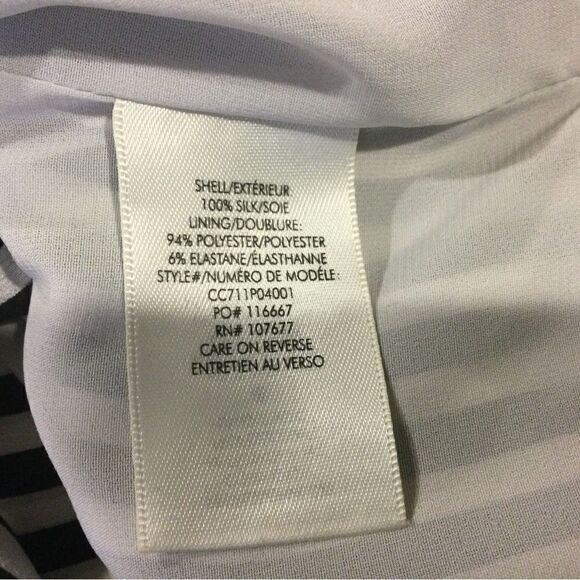 SHELL/EXTÉRIEUR
100% SILK/SOIE
LINING/DOUBLURE:
94% POLYESTER/POLYESTER
6% ELASTANE/ÉLASTHANNE
STYLE#/NUMÉRO DE MODÉLE:
CC711P04001
PO# 116667
RN# 107677
CARE ON REVERSE
ENTRETIEN AU VERSO